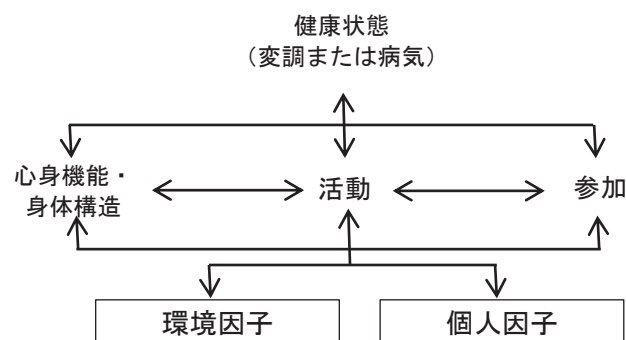 健康状態
（変調または病気）
心身機能・
身体構造
活動
参加
環境因子
個人因子